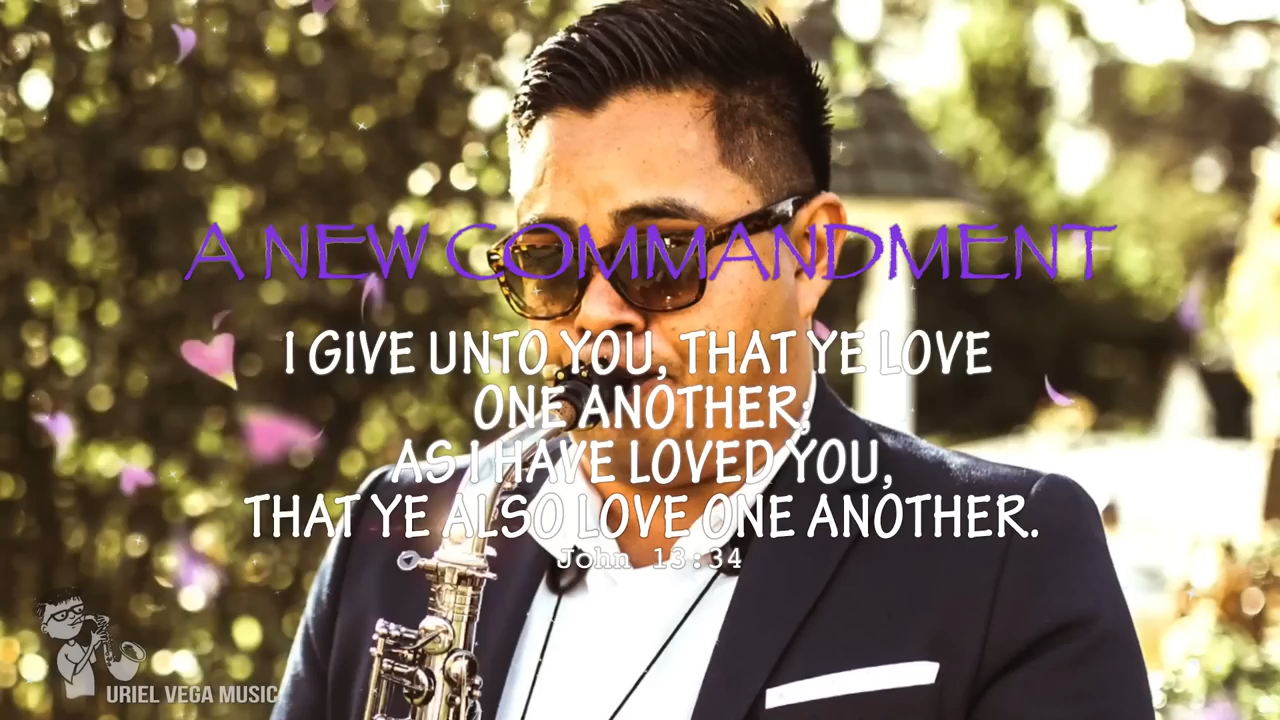 A NEW COMMANDMENT
I GIVE UNTO YOU, THAT YE LOVE
ONE ANOTHER;
AS I HAVE LOVED YOU,
THAT YE ALSO LOVE ONE ANOTHER.
John 13:34
URIEL VEGA MUSIC